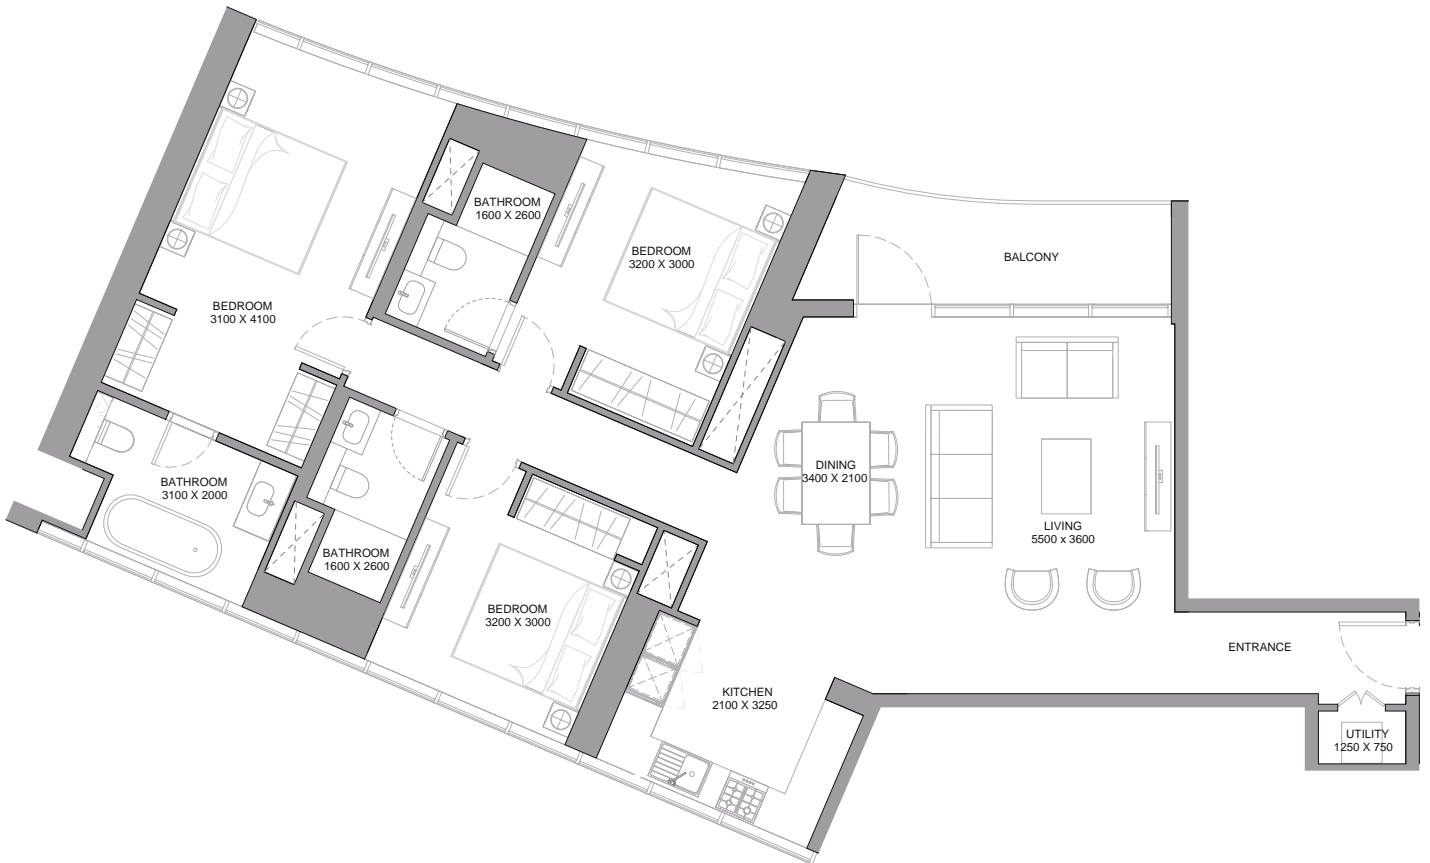 BATHROOM
1600 X 2600
BEDROOM
3200 X 3000
BALCONY
BEDROOM
3100 X 4100
DINING
3400 X 2100
BATHROOM
3100 X 2000
LIVING
5500 x 3600
BATHROOM
1600 X 2600
BEDROOM
3200 X 3000
ENTRANCE
KITCHEN
2100 X 3250
UTILITY
1250 X 750